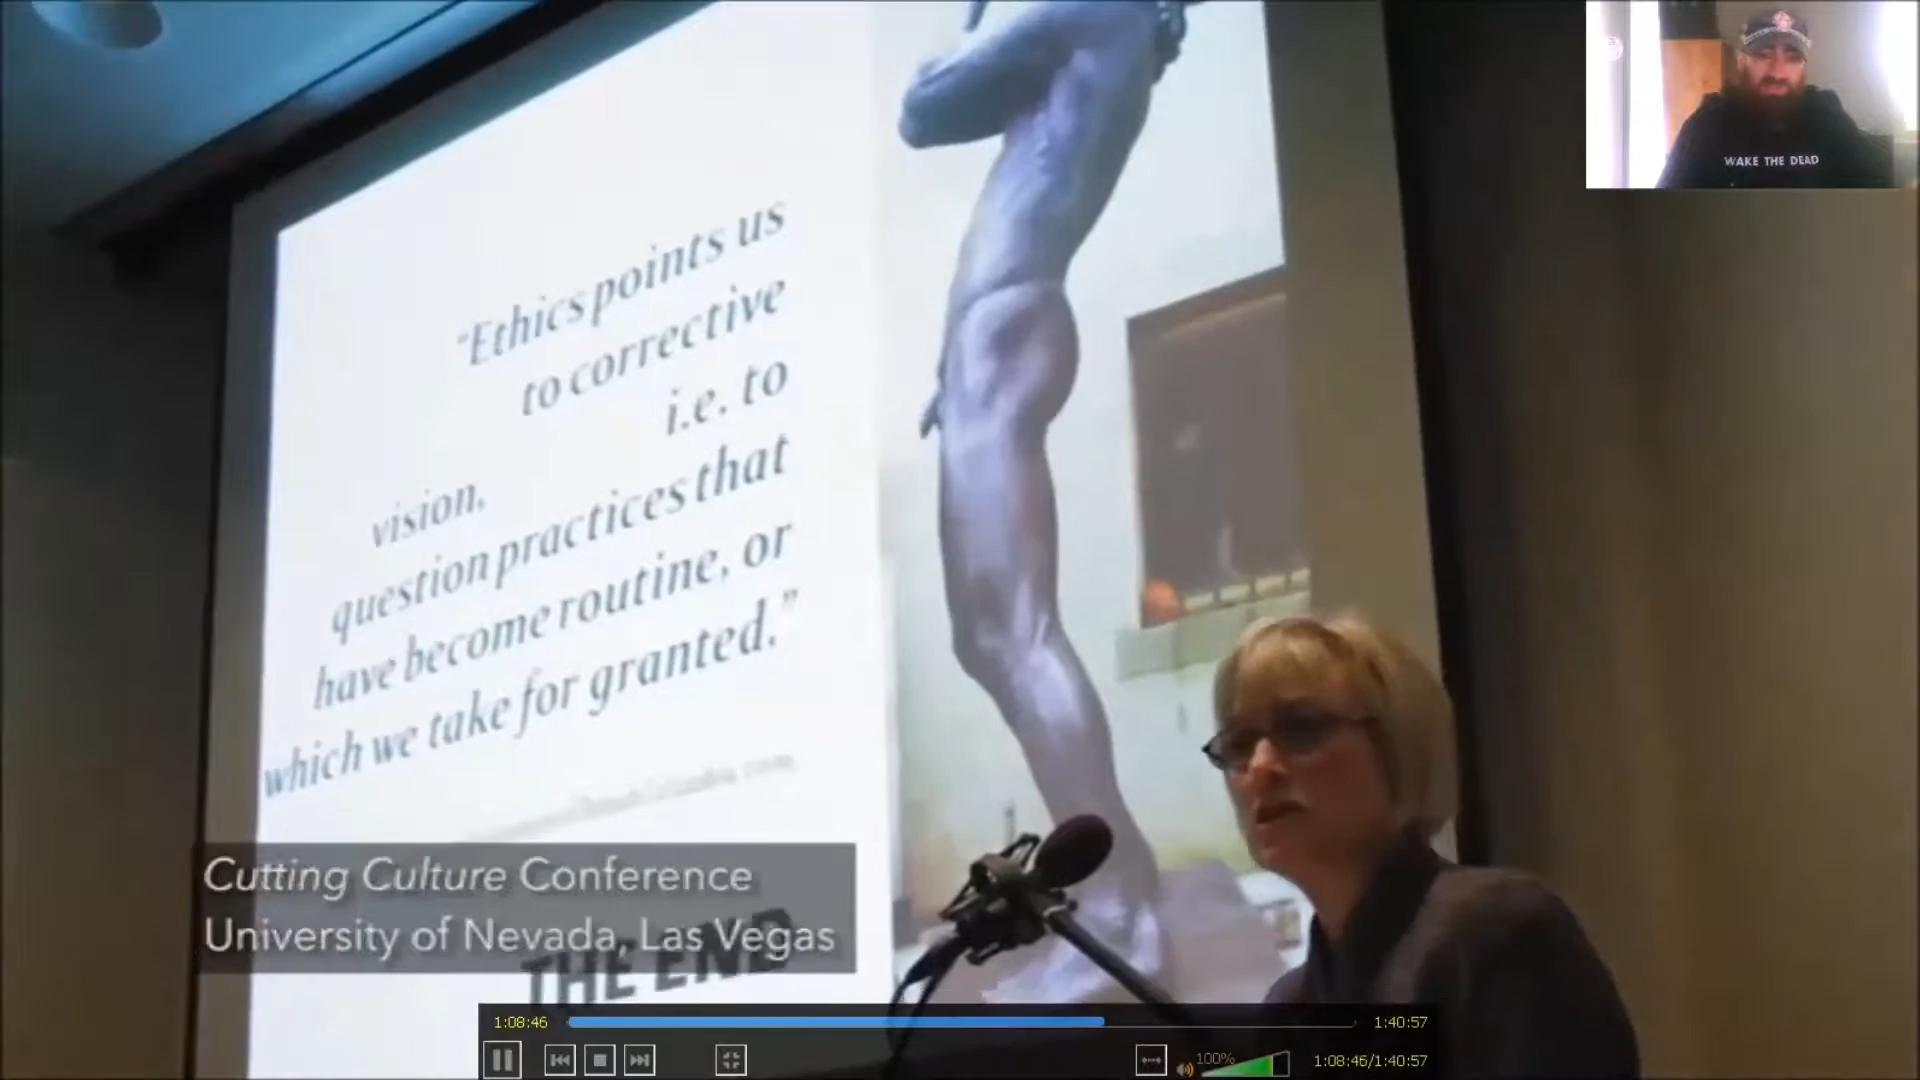 WAKE THE DEAD
"Ethics points us
to corrective
i.e. to
vision,
question practices that
have become routine, or
which we take for granted."
Cutting Culture Conference
University of Nevada, Las Vegas
THE END
1:08:46
1:40:57
100%
1:08:46/1:40:57